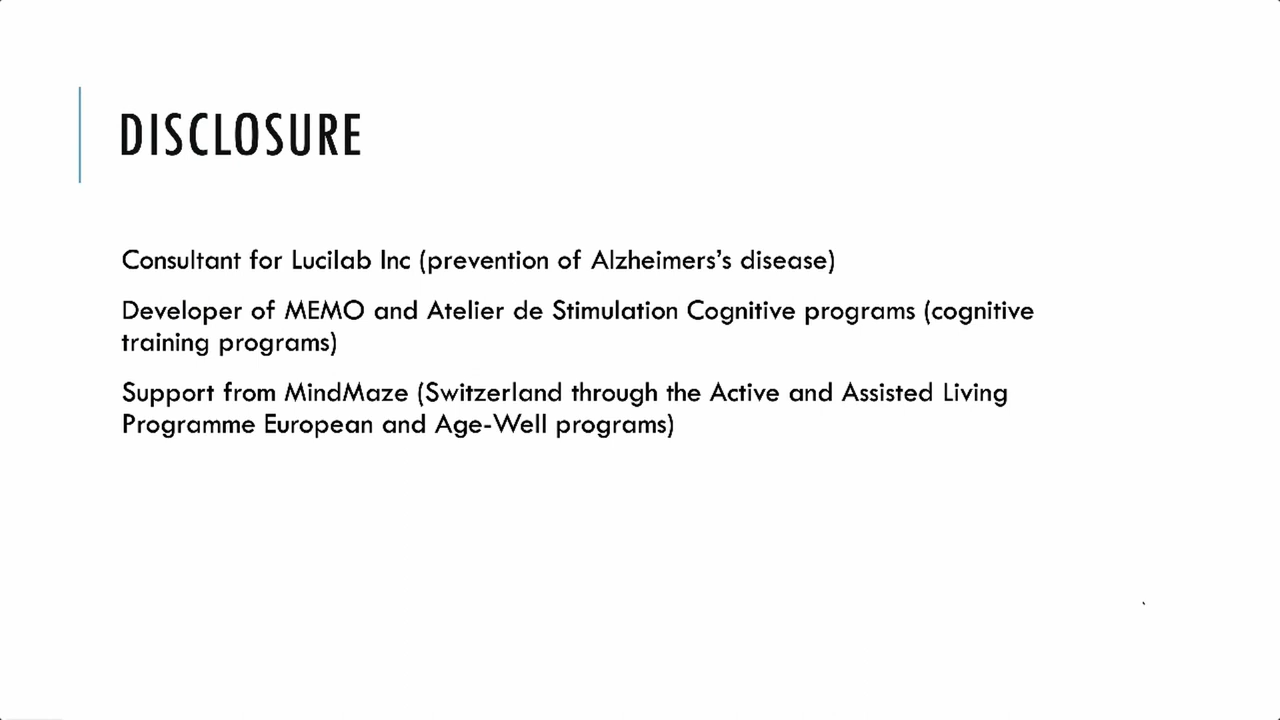 DISCLOSURE
Consultant for Lucilab Inc (prevention of Alzheimers’s disease)
Developer of MEMO and Atelier de Stimulation Cognitive programs (cognitive
training programs)
Support from MindMaze (Switzerland through the Active and Assisted Living
Programme European and Age-Well programs)